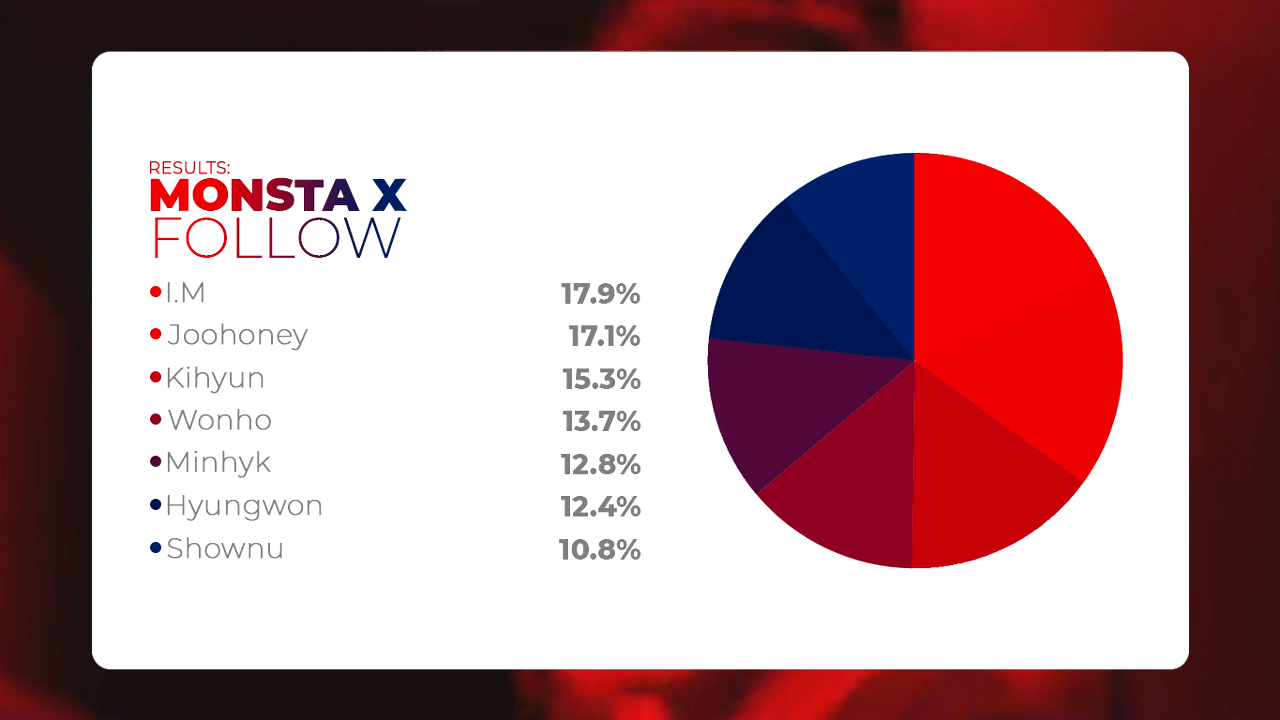 RESULTS:
MONSTA X
FOLLOW
I.M 17.9%
Joohoney 17.1%
Kihyun 15.3%
Wonho 13.7%
Minhyk 12.8%
Hyungwon 12.4%
Shownu 10.8%